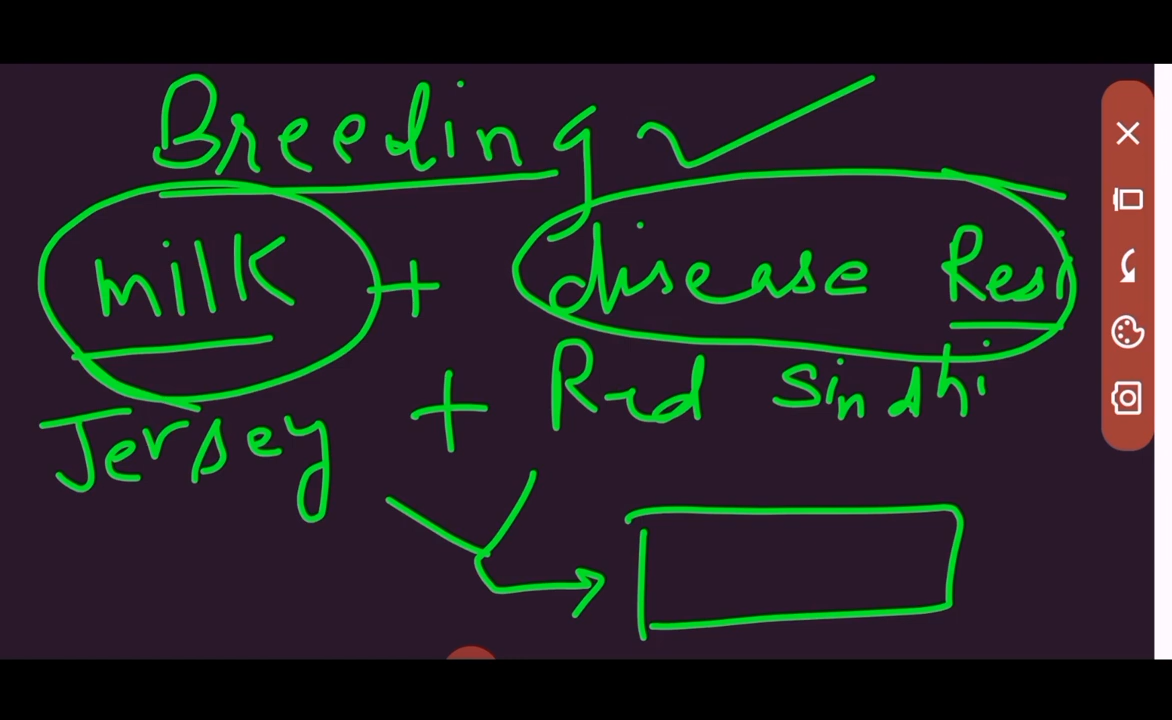 Breeding
milk + disease Resi
Jersey + Red Sindhi